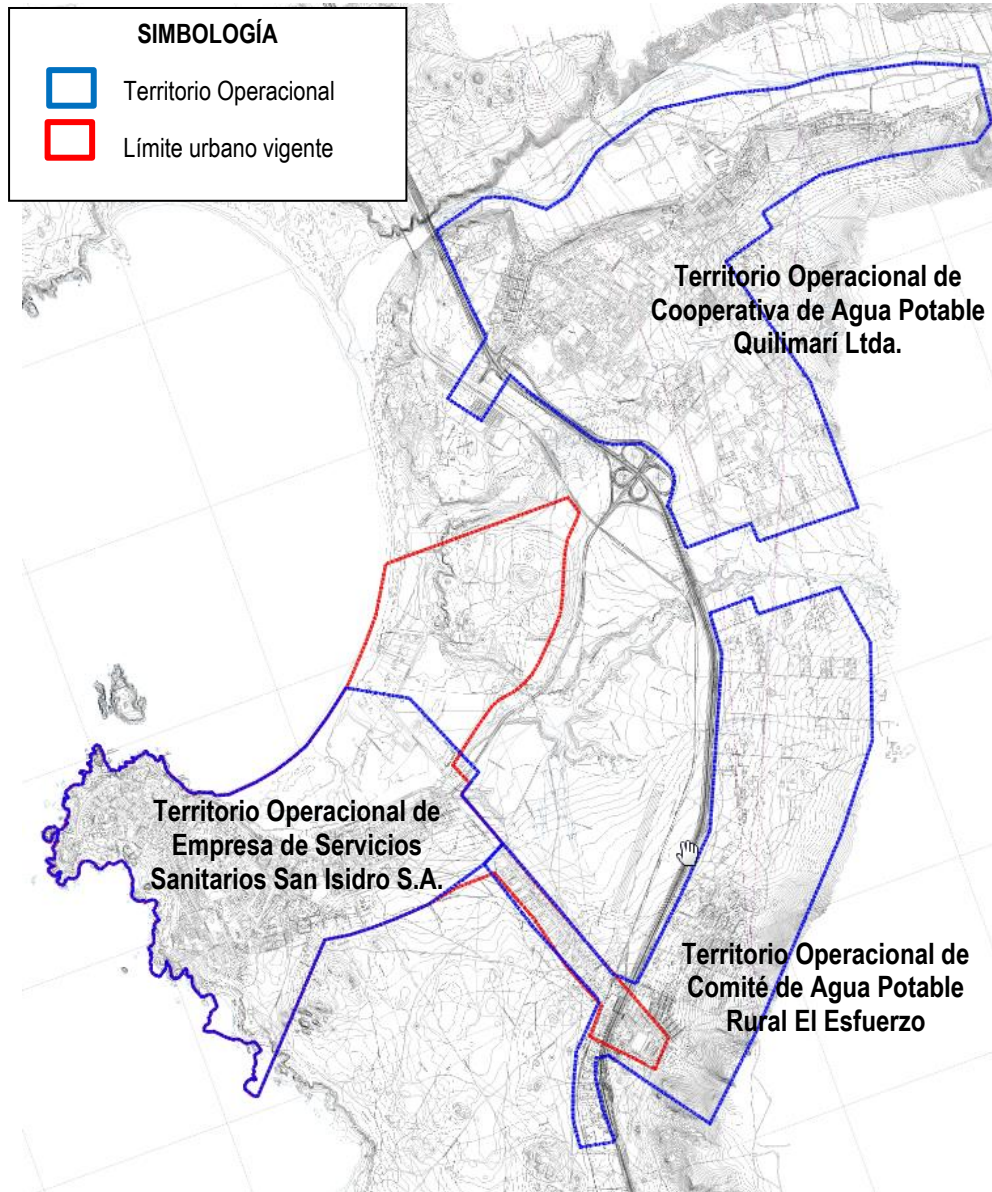 SIMBOLOGÍA
Territorio Operacional
Límite urbano vigente
Territorio Operacional de
Cooperativa de Agua Potable
Quilimarí Ltda.
Territorio Operacional de
Empresa de Servicios
Sanitarios San Isidro S.A.
Territorio Operacional de
Comité de Agua Potable
Rural El Esfuerzo